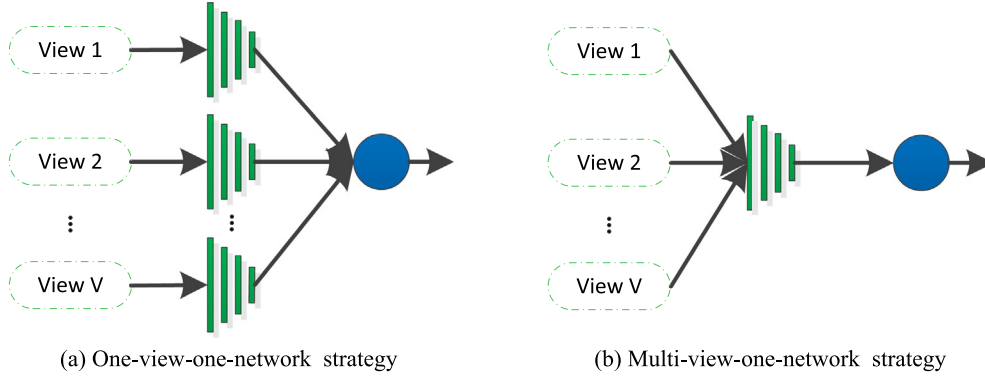 View 1
View 2
...
View V
...
(a) One-view-one-network strategy
View 1
View 2
...
View V
(b) Multi-view-one-network strategy